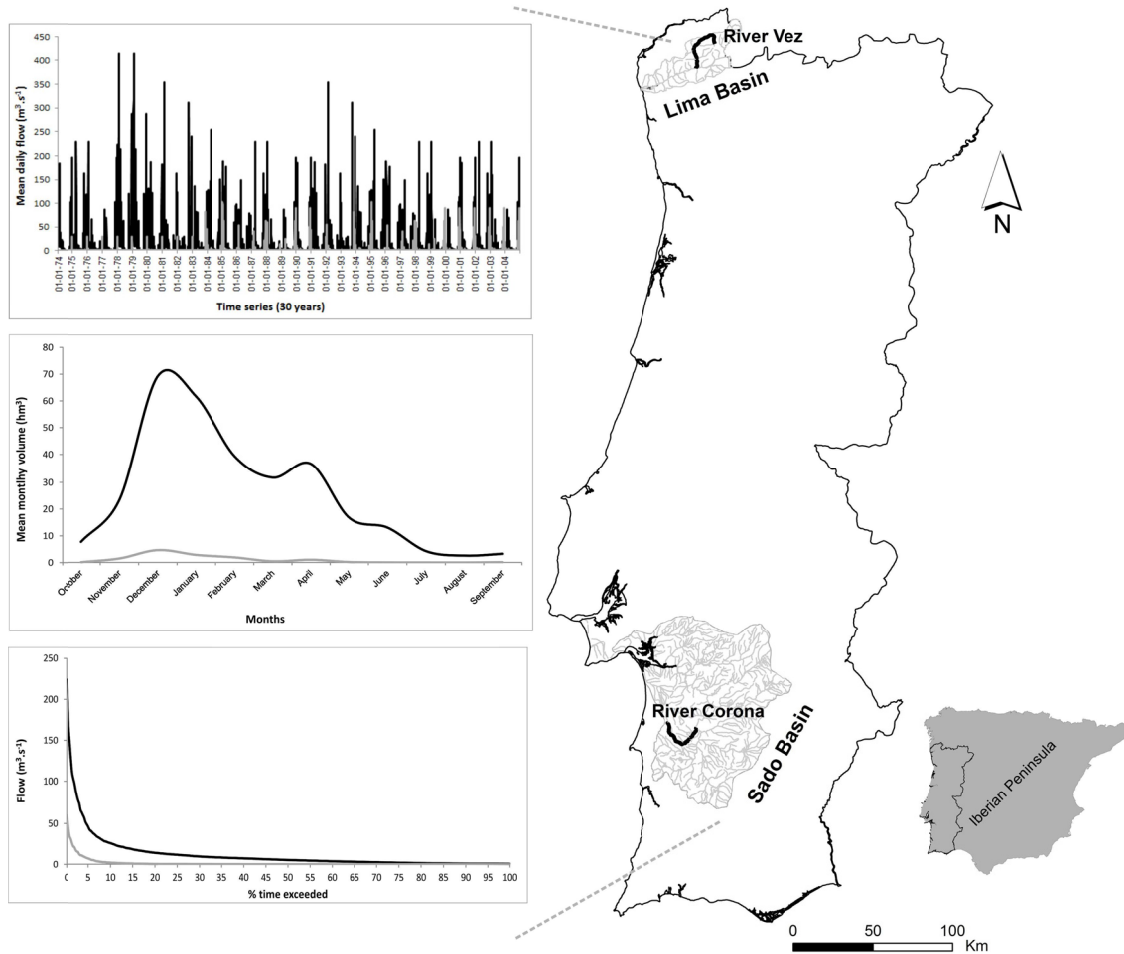 450
400
350
300
250
200
150
100
50
0
Mean daily flow (m³.s⁻¹)
01-01-74
01-01-75
01-01-76
01-01-77
01-01-78
01-01-79
01-01-80
01-01-81
01-01-82
01-01-83
01-01-84
01-01-85
01-01-86
01-01-87
01-01-88
01-01-89
01-01-90
01-01-91
01-01-92
01-01-93
01-01-94
01-01-95
01-01-96
01-01-97
01-01-98
01-01-99
01-01-00
01-01-01
01-01-02
01-01-03
01-01-04
Time series (30 years)
80
70
60
50
40
30
20
10
0
Mean montlhy volume (hm³)
October
November
December
January
February
March
April
May
June
July
August
September
Months
250
200
150
100
50
0
Flow (m³.s⁻¹)
5 10 15 20 25 30 35 40 45 50 55 60 65 70 75 80 85 90 95 100
% time exceeded
River Vez
Lima Basin
N
River Corona
Sado Basin
Iberian Peninsula
0 50 100
Km